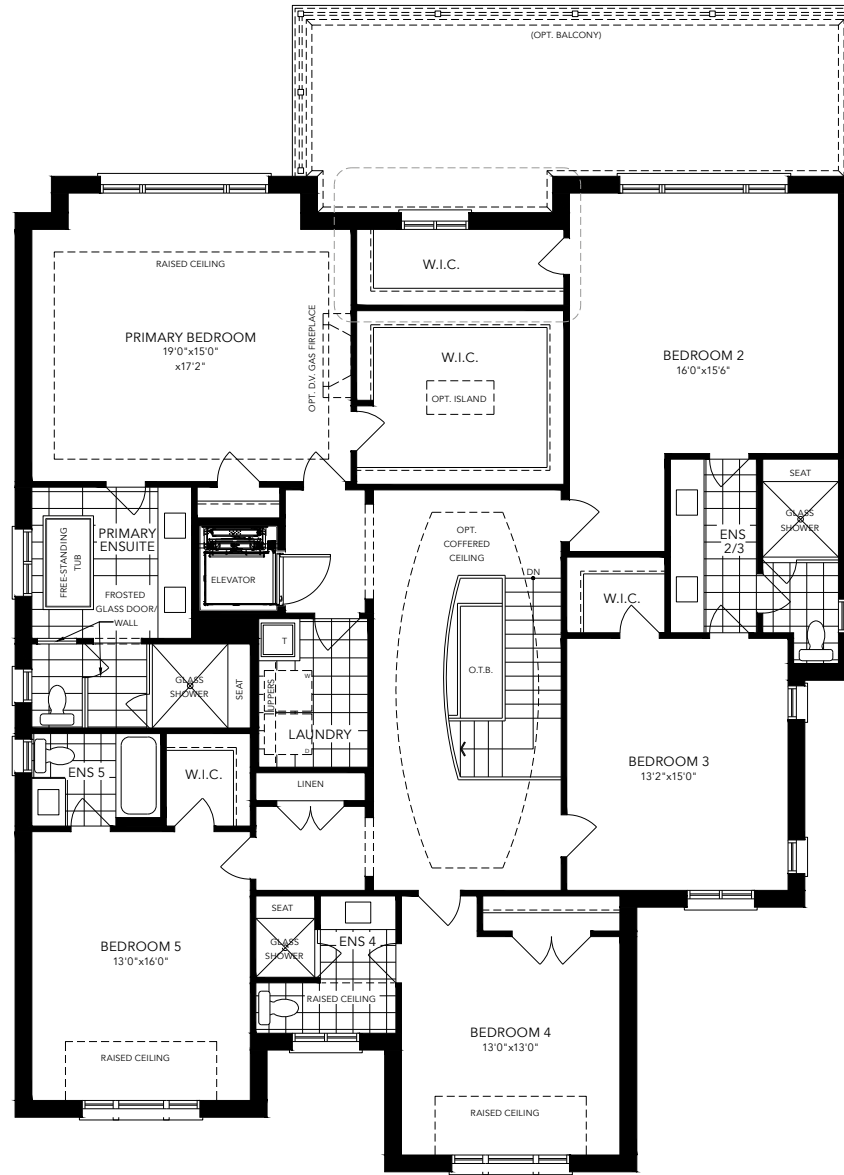 (OPT. BALCONY)
RAISED CEILING
PRIMARY BEDROOM
19'0"x15'0"
x17'2"
OPT. D.V. GAS FIREPLACE
W.I.C.
W.I.C.
OPT. ISLAND
BEDROOM 2
16'0"x15'6"
PRIMARY
ENSUITE
FREE-STANDING
TUB
FROSTED
GLASS DOOR/
WALL
ELEVATOR
OPT.
COFFERED
CEILING
DN
O.T.B.
ENS
2/3
SEAT
GLASS
SHOWER
W.I.C.
GLASS
SHOWER
SEAT
T
UPPERS
W
D
LAUNDRY
BEDROOM 3
13'2"x15'0"
ENS 5
W.I.C.
LINEN
BEDROOM 5
13'0"x16'0"
RAISED CEILING
SEAT
GLASS
SHOWER
ENS 4
RAISED CEILING
BEDROOM 4
13'0"x13'0"
RAISED CEILING